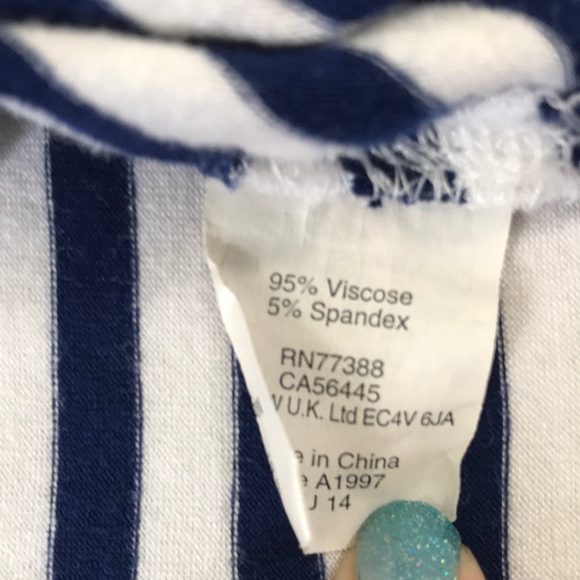 95% Viscose
5% Spandex
RN77388
CA56445
U.K. Ltd EC4V 6JA
in China
A1997
14